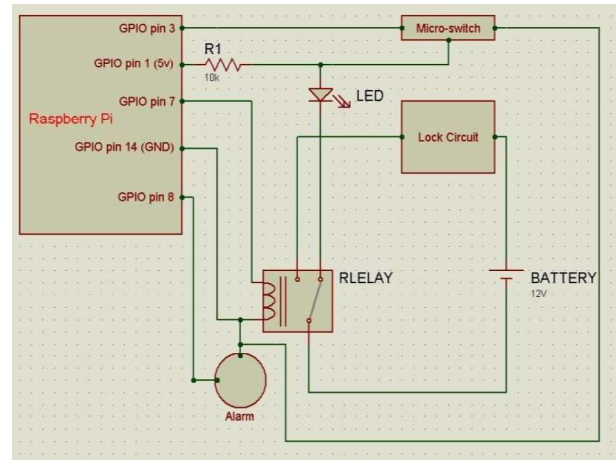 GPIO pin 3
Micro-switch
R1
GPIO pin 1 (5v)
10k
LED
GPIO pin 7
Raspberry Pi
Lock Circuit
GPIO pin 14 (GND)
GPIO pin 8
RLELAY
BATTERY
12V
Alarm